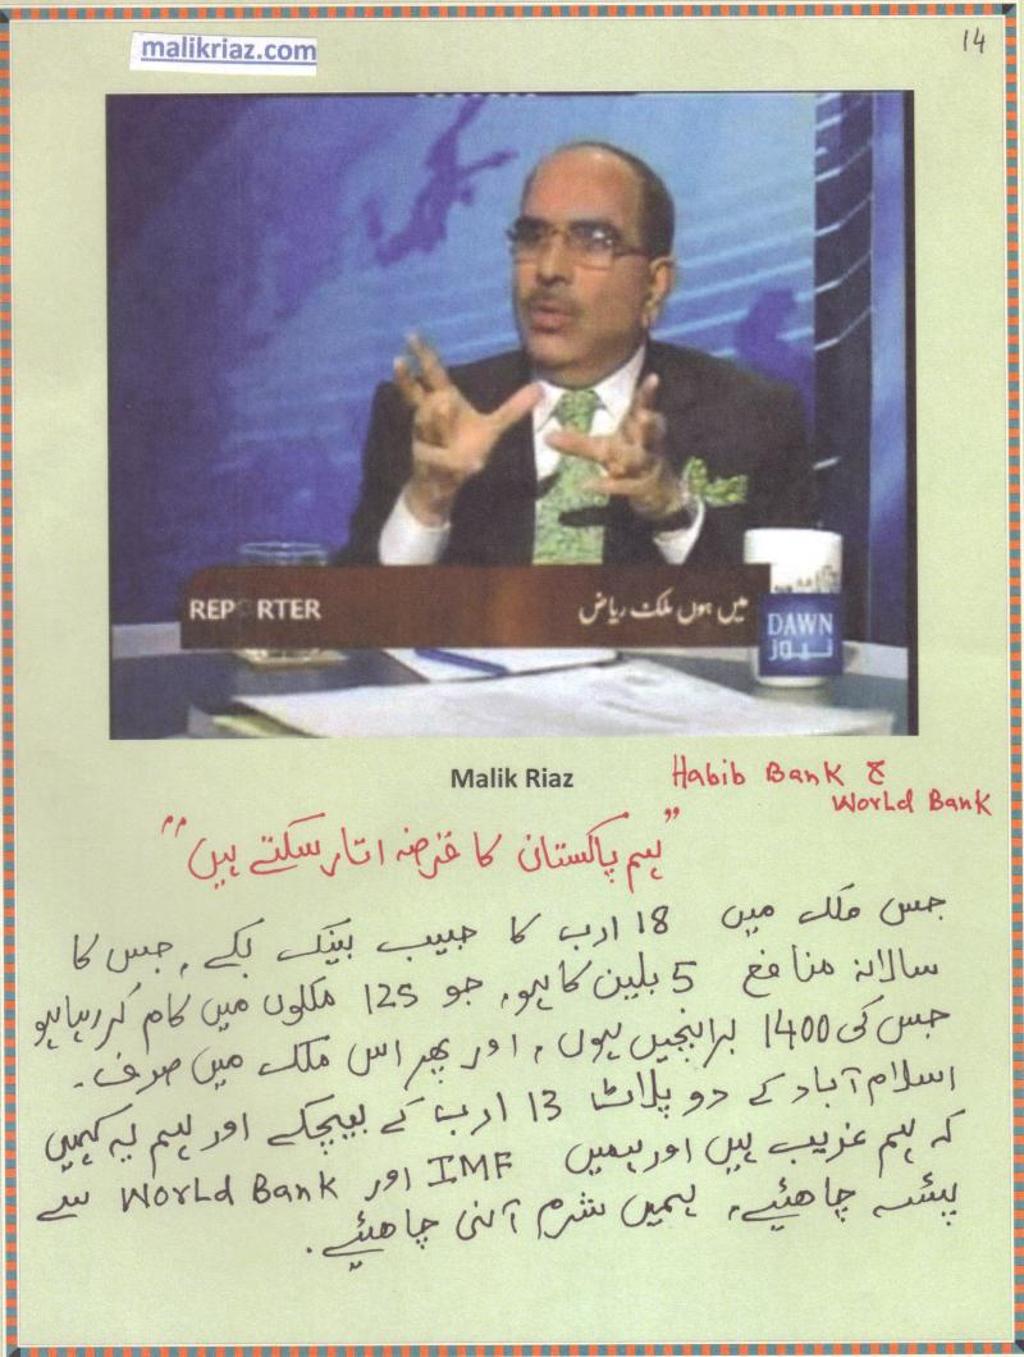 malikriaz.com
14
REPORTER
میں ہوں ملک ریاض
DAWN
نیوز
Malik Riaz
Habib Bank &
World Bank
"ہم پاکستان کا قرضہ اتار سکتے ہیں"
جس ملک میں 18 ارب کا حبیب بینک بکے، جس کا
سالانہ منافع 5 بلین کا ہو، جو 125 ملکوں میں کام کر رہا ہو
جس کی 1400 برانچیں ہوں، اور پھر اس ملک میں صرف۔
اسلام آباد کے دو پلاٹ 13 ارب کے بیچکے اور ہم یہ کہیں
کہ ہم غریب ہیں اور ہمیں IMF اور World Bank سے
پیسہ چاھئیے، ہمیں شرم آنی چاھئیے.